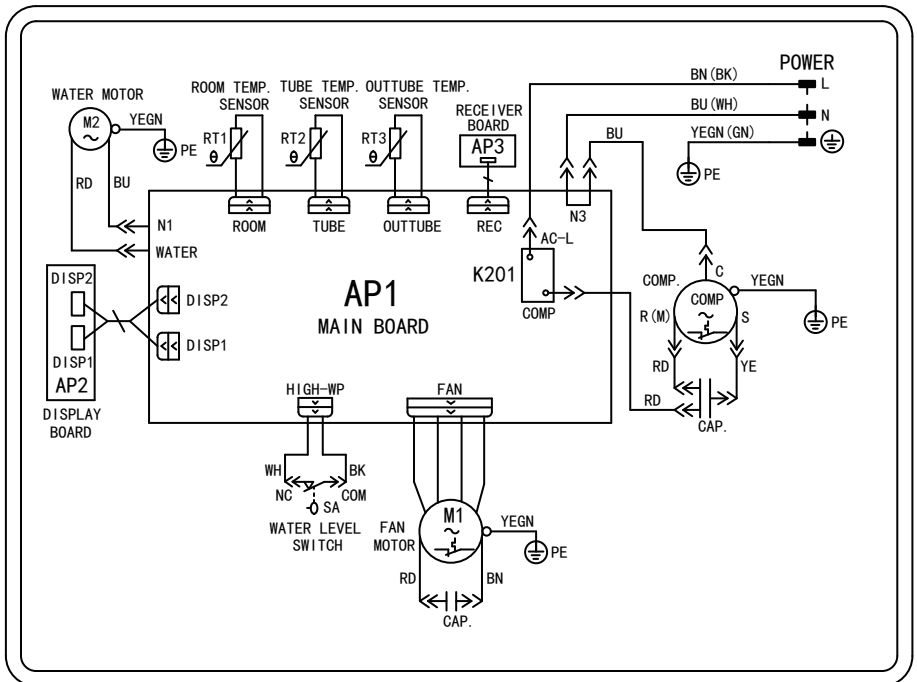 POWER
BN(BK)
L
ROOM TEMP.
SENSOR
TUBE TEMP.
SENSOR
OUTTUBE TEMP.
SENSOR
WATER MOTOR
RECEIVER
BOARD
BU(WH)
N
M2
YEGN
RT1
θ
RT2
θ
RT3
θ
AP3
BU
YEGN(GN)
PE
PE
RD
BU
N1
ROOM
TUBE
OUTTUBE
REC
N3
WATER
AC-L
DISP2
K201
C
COMP.
YEGN
DISP2
AP1
COMP
MAIN BOARD
COMP
R(M)
S
PE
DISP1
DISP1
AP2
RD
YE
DISPLAY
BOARD
HIGH-WP
FAN
RD
CAP.
WH
BK
NC
COM
SA
WATER LEVEL
SWITCH
FAN
MOTOR
M1
YEGN
PE
RD
BN
CAP.